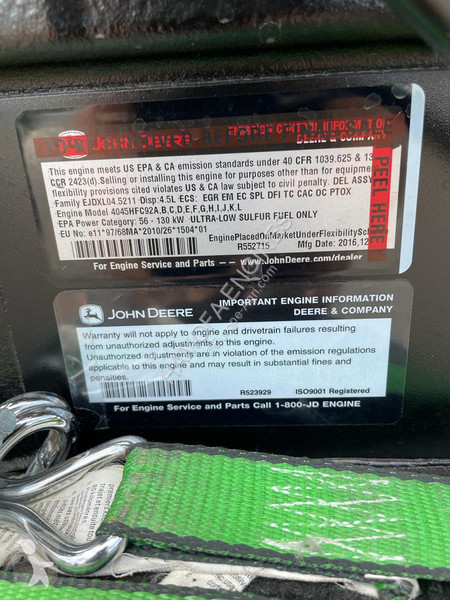 JOHN DEERE EMISSION CONTROL INFORMATION
DEERE & COMPANY
This engine meets US EPA & CA emission standards under 40 CFR 1039.625 & 13
CCR 2423(d). Selling or installing this engine for any purpose
flexibility provisions cited violates US & CA law subject to civil penalty. DEL ASSY
Family EJDXL04.5211 Disp: 4.5L ECS: EGR EM EC SPL DFI TC CAC OC PTOX
Engine Model 4045HFC92A,B,C,D,E,F,G,H,I,J,K,L
EPA Power Category: 56 - 130 kW ULTRA-LOW SULFUR FUEL ONLY
EU no: e11*97/68MA*2010/26*1504*01
EnginePlacedOnMarketUnderFlexibilitySch
R552715 Mfg Date: 2016,12
For Engine Service and Parts www.JohnDeere.com/dealer
PEEL HERE
JOHN DEERE
IMPORTANT ENGINE INFORMATION
DEERE & COMPANY
Warranty will not apply to engine and drivetrain failures resulting
from unauthorized adjustments to this engine.
Unauthorized adjustments are in violation of the emission regulations
applicable to this engine and may result in substantial fines and
penalties.
R523929 ISO9001 Registered
For Engine Service and Parts Call 1-800-JD ENGINE